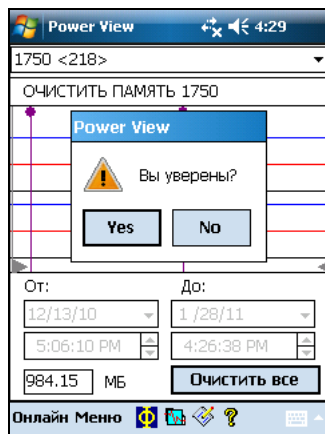 Power View 4:29
1750 <218>
ОЧИСТИТЬ ПАМЯТЬ 1750
Power View
Вы уверены?
Yes No
От: До:
12/13/10 1 /28/11
5:06:10 PM 4:26:38 PM
984.15 МБ Очистить все
Онлайн Меню